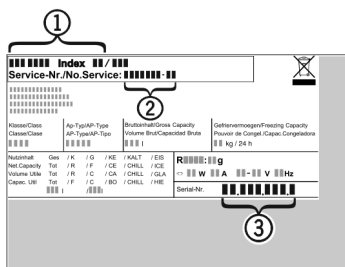 1
Index /
Service-Nr./No.Service: -
2
Klasse/Class
Classe/Classe
Ap-Typ/AP-Type
AP-Type/AP-Tipo
Bruttoinhalt/Gross Capacity
Volume Brut/Capacidad Bruta
l
Gefriervermoegen/Freezing Capacity
Pouvoir de Congel./Capac.Congeladora
kg / 24 h
Nutzinhalt Ges / K / G / KE / KALT / EIS
Net.Capacity Tot / R / F / CE / CHILL / ICE
Volume Utile Tot / R / C / CA / CHILL / GLA
Capac. Util Tot / F / C / BO / CHILL / HIE
l / l
R : g
W A - V Hz
Serial-Nr. . . .
3